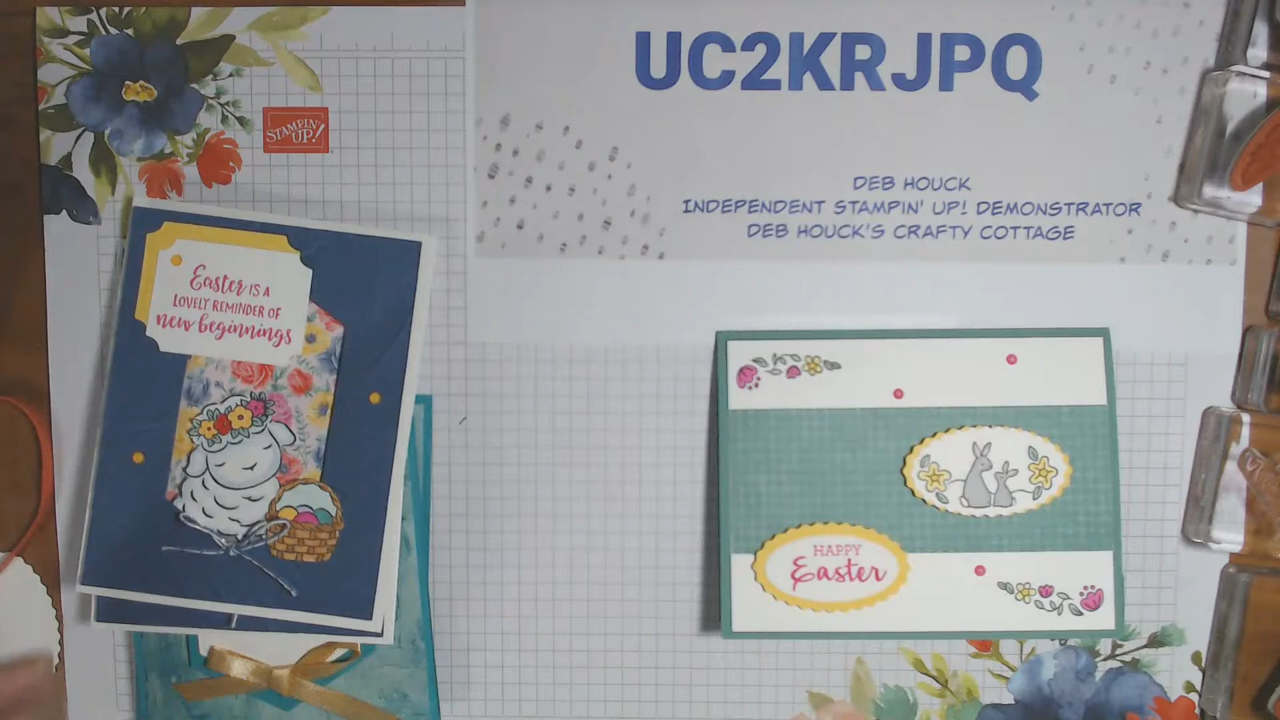 UC2KRJPQ
STAMPIN'
UP!
DEB HOUCK
INDEPENDENT STAMPIN' UP! DEMONSTRATOR
DEB HOUCK'S CRAFTY COTTAGE
Easter IS A
LOVELY REMINDER OF
new beginnings
HAPPY
Easter